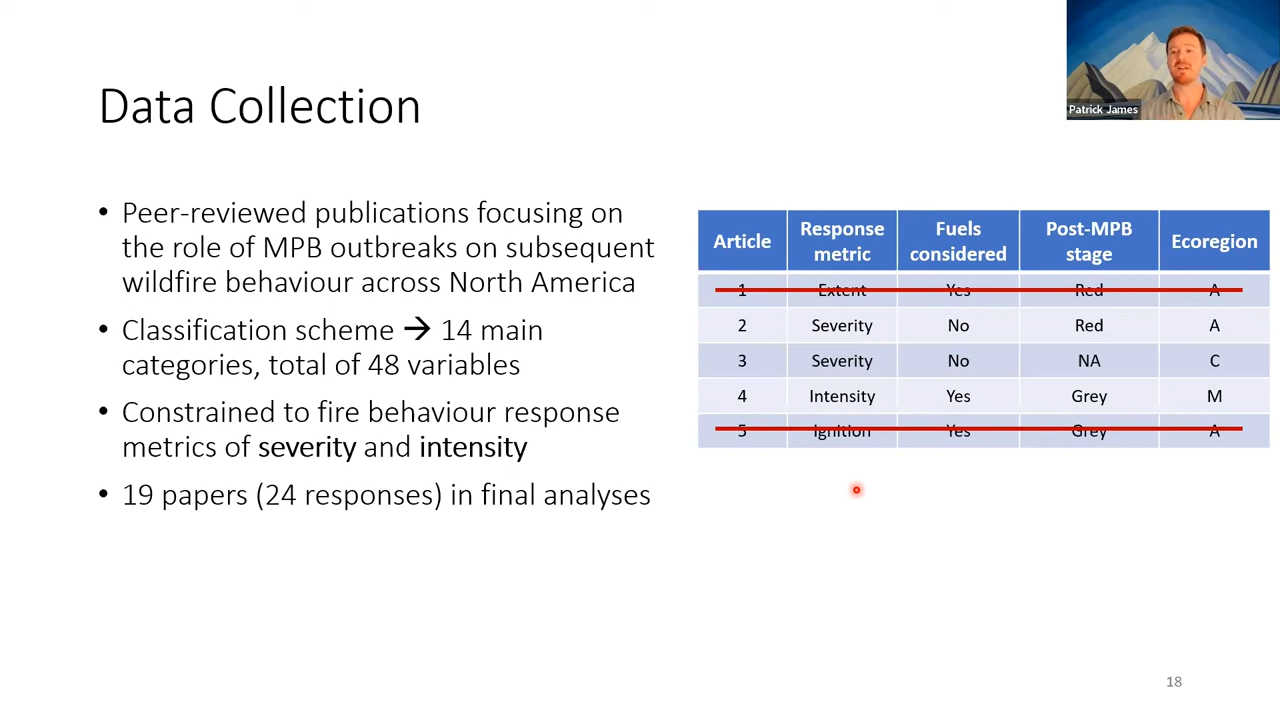 Patrick James
Data Collection
• Peer-reviewed publications focusing on
the role of MPB outbreaks on subsequent
wildfire behaviour across North America
• Classification scheme → 14 main
categories, total of 48 variables
• Constrained to fire behaviour response
metrics of severity and intensity
• 19 papers (24 responses) in final analyses
Article Response metric Fuels considered Post-MPB stage Ecoregion
1 Extent Yes Red A
2 Severity No Red A
3 Severity No NA C
4 Intensity Yes Grey M
5 Ignition Yes Grey A
18